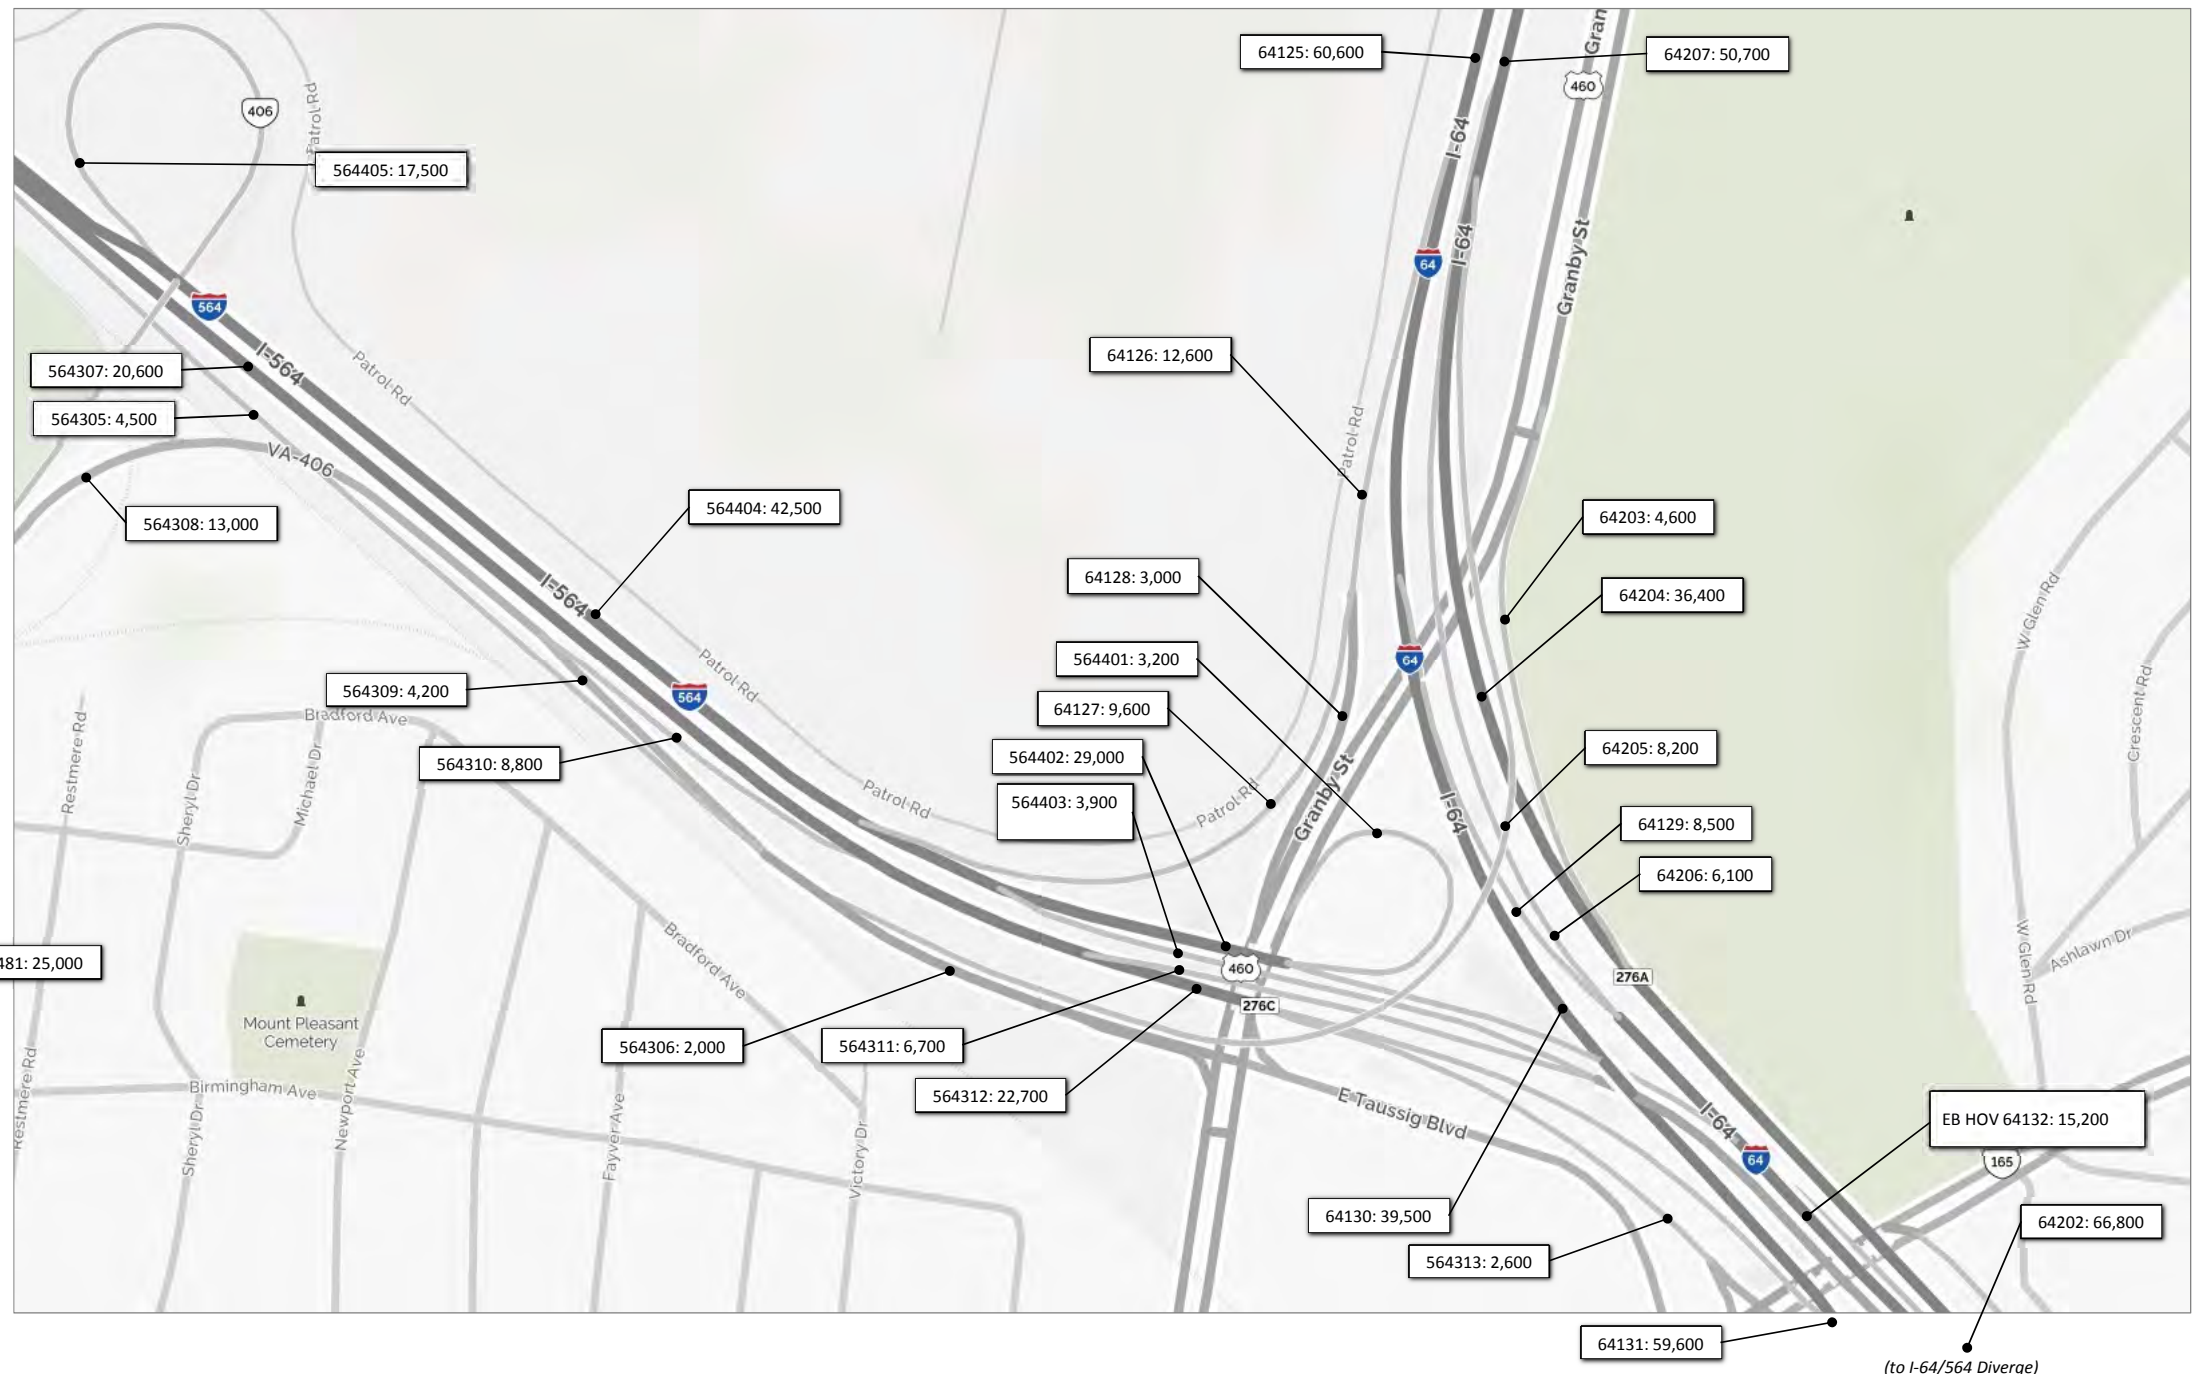 64125: 60,600
64207: 50,700
Gran
460
406
Patrol Rd
I-64
564405: 17,500
I-64
64
Granby St
564
I-564
564307: 20,600
64126: 12,600
Patrol Rd
564305: 4,500
VA-406
Patrol Rd
564308: 13,000
564404: 42,500
64203: 4,600
I-564
64128: 3,000
64204: 36,400
W Glen Rd
564401: 3,200
64
Patrol Rd
564309: 4,200
564
Bradford Ave
64127: 9,600
Crescent Rd
Restmere Rd
Michael Dr
Sheryl Dr
564310: 8,800
564402: 29,000
64205: 8,200
Patrol Rd
564403: 3,900
Patrol Rd
Granby St
I-64
64129: 8,500
64206: 6,100
Bradford Ave
481: 25,000
W Glen Rd
Ashlawn Dr
460
276A
276C
Mount Pleasant
Cemetery
564306: 2,000
564311: 6,700
564312: 22,700
Restmere Rd
Birmingham Ave
Newport Ave
Sheryl Dr
Fayver Ave
Victory Dr
E Taussig Blvd
I-64
64
EB HOV 64132: 15,200
165
64130: 39,500
64202: 66,800
564313: 2,600
64131: 59,600
(to I-64/564 Diverge)